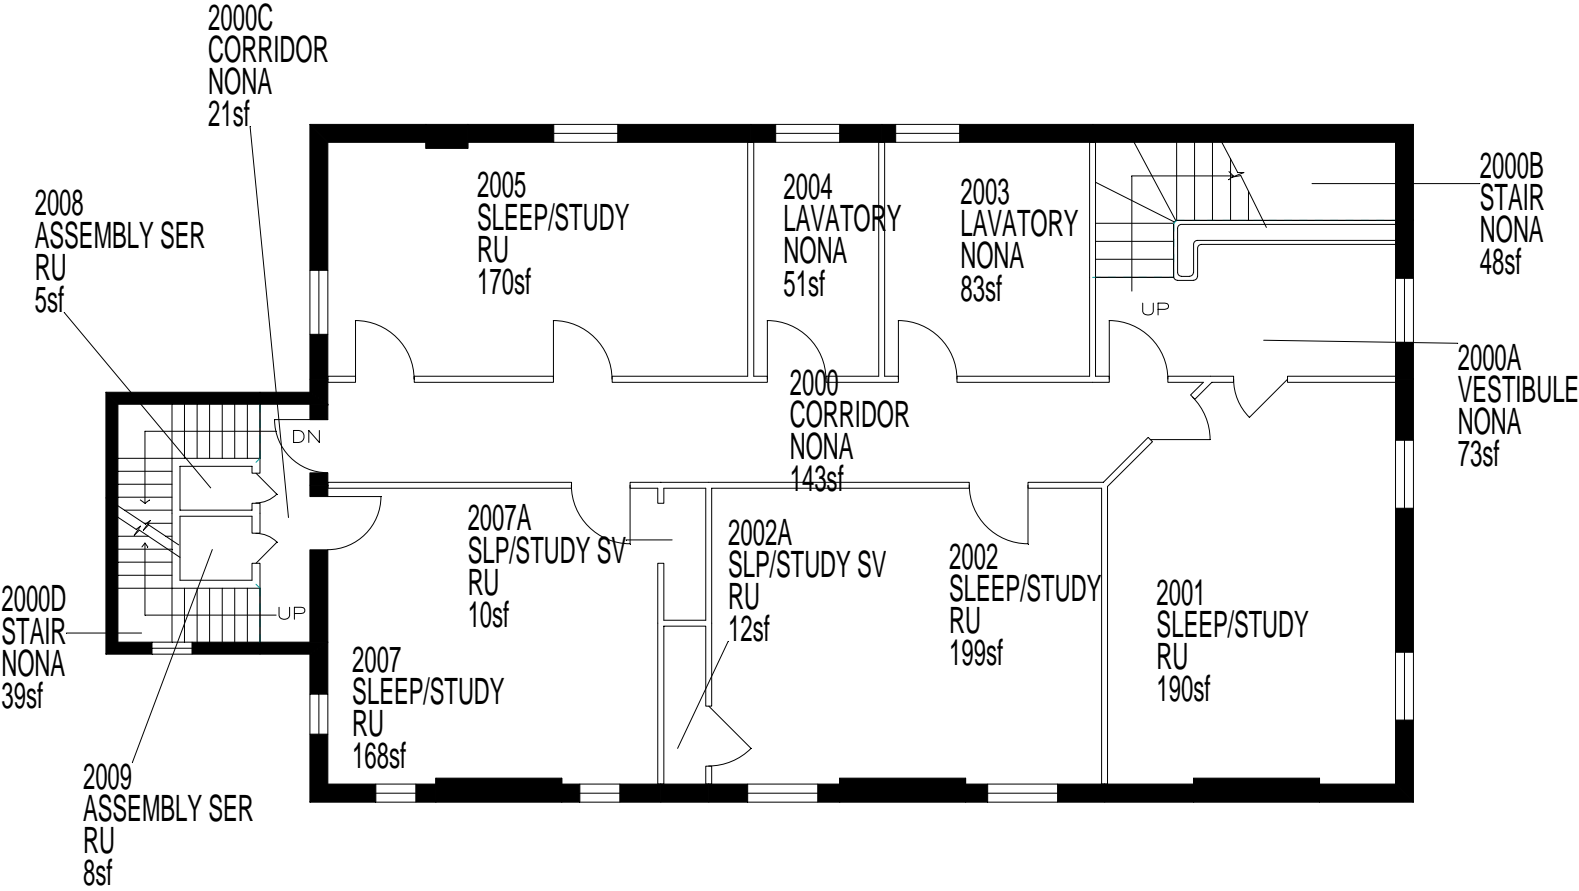 2000C
CORRIDOR
NONA
21sf
2008
ASSEMBLY SER
RU
5sf
2005
SLEEP/STUDY
RU
170sf
2004
LAVATORY
NONA
51sf
2003
LAVATORY
NONA
83sf
2000B
STAIR
NONA
48sf
UP
2000A
VESTIBULE
NONA
73sf
2000
CORRIDOR
NONA
143sf
DN
2007A
SLP/STUDY SV
RU
10sf
2002A
SLP/STUDY SV
RU
12sf
2002
SLEEP/STUDY
RU
199sf
2001
SLEEP/STUDY
RU
190sf
UP
2000D
STAIR
NONA
39sf
2007
SLEEP/STUDY
RU
168sf
2009
ASSEMBLY SER
RU
8sf